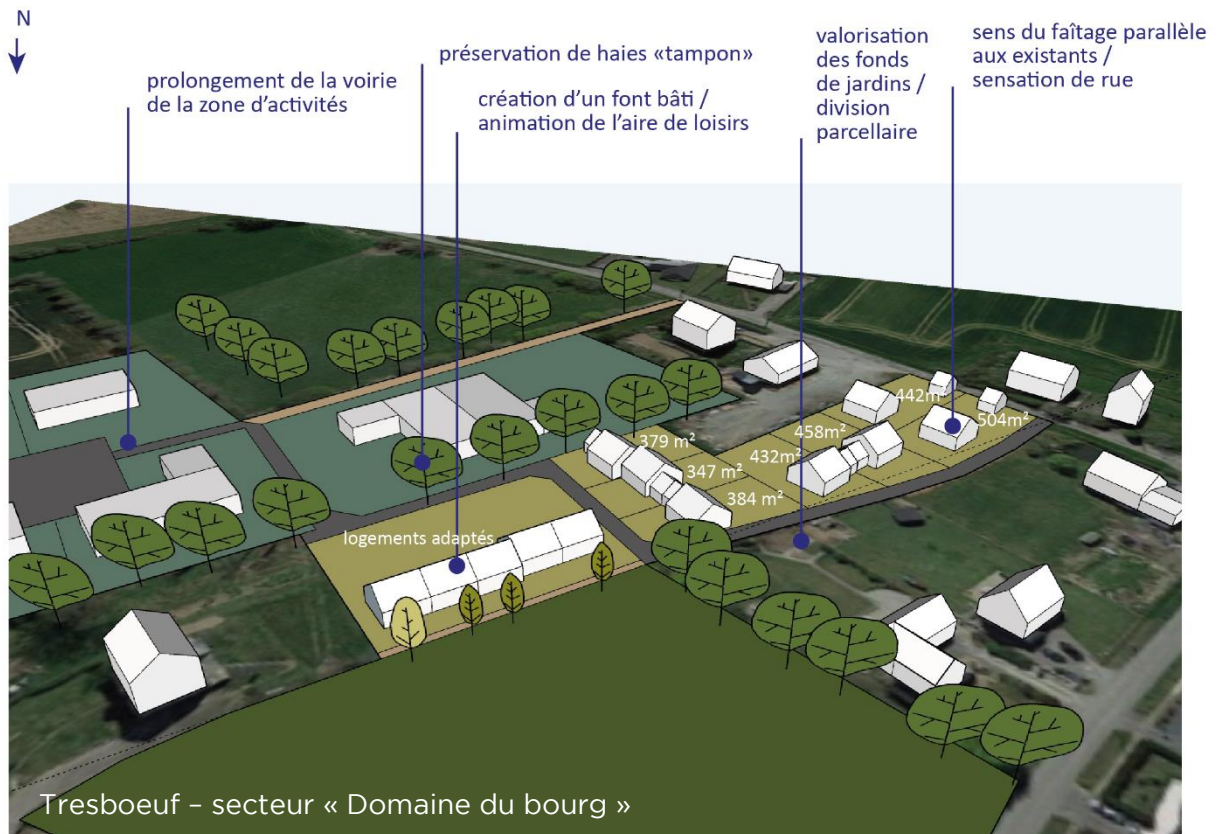 N
prolongement de la voirie
de la zone d’activités
préservation de haies «tampon»
création d’un font bâti /
animation de l’aire de loisirs
valorisation
des fonds
de jardins /
division
parcellaire
sens du faîtage parallèle
aux existants /
sensation de rue
442m²
504m²
458m²
379 m²
432m²
347 m²
384 m²
logements adaptés
Tresboeuf – secteur « Domaine du bourg »